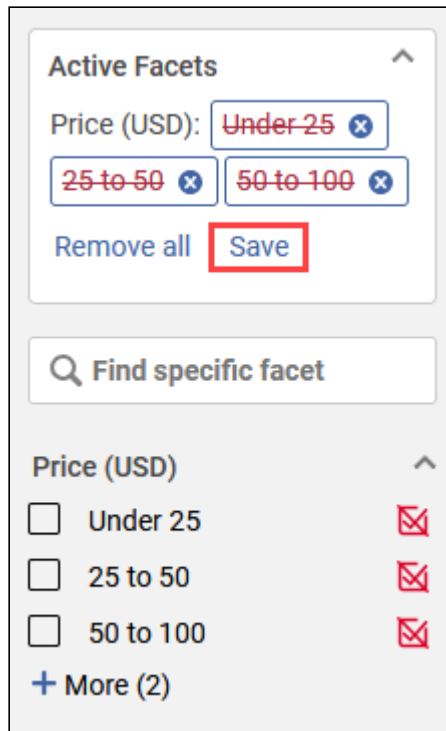 Active Facets
Price (USD): Under 25
25 to 50 50 to 100
Remove all Save
Find specific facet
Price (USD)
Under 25
25 to 50
50 to 100
+ More (2)